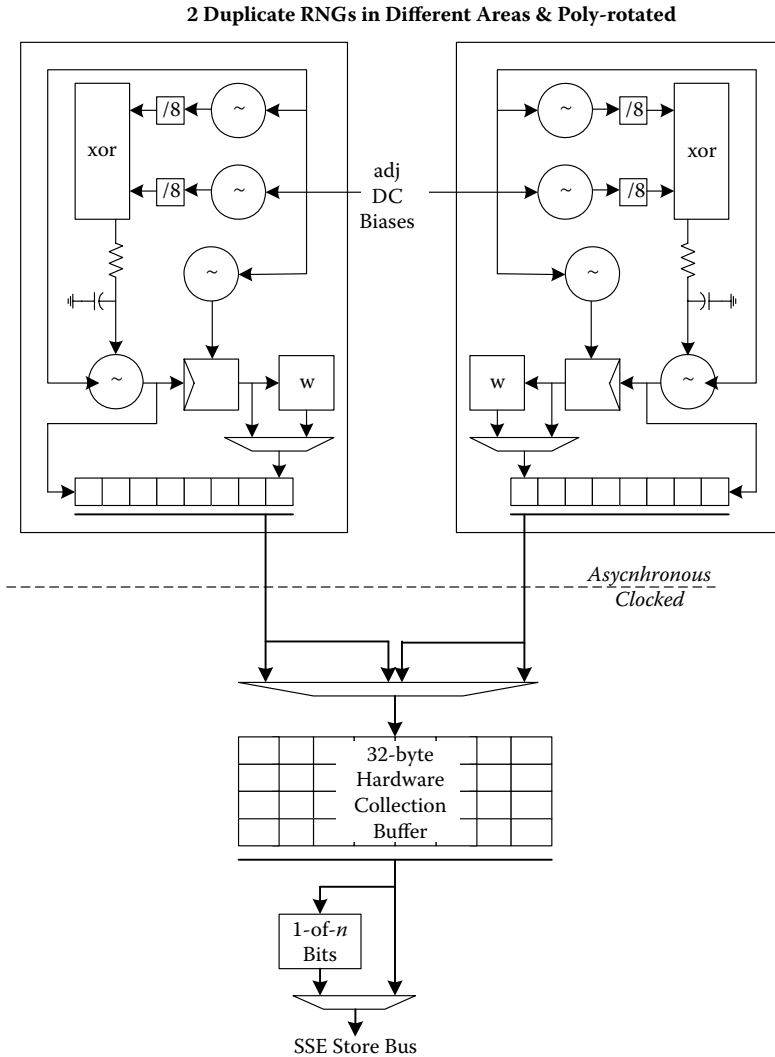 2 Duplicate RNGs in Different Areas & Poly-rotated
xor
/8
~
/8
~
~
~
w
adj
DC
Biases
~
/8
xor
~
/8
~
w
~
Asycnhronous
Clocked
32-byte
Hardware
Collection
Buffer
1-of-n
Bits
SSE Store Bus